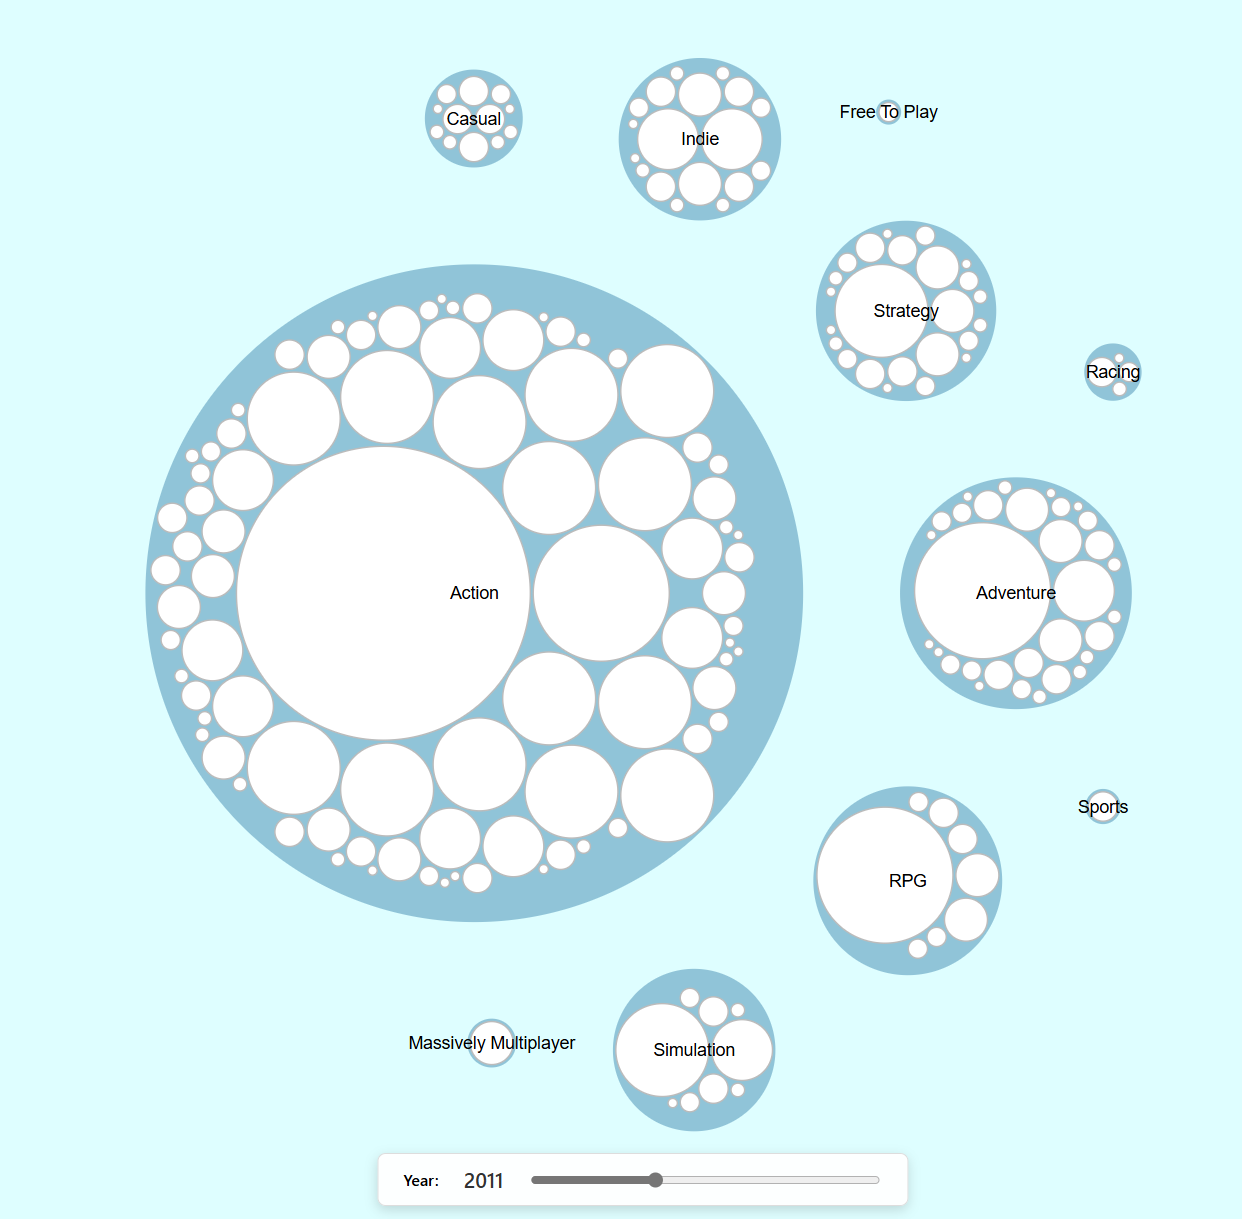 Casual
Indie
Free To Play
Strategy
Racing
Action
Adventure
Sports
RPG
Massively Multiplayer
Simulation
Year: 2011